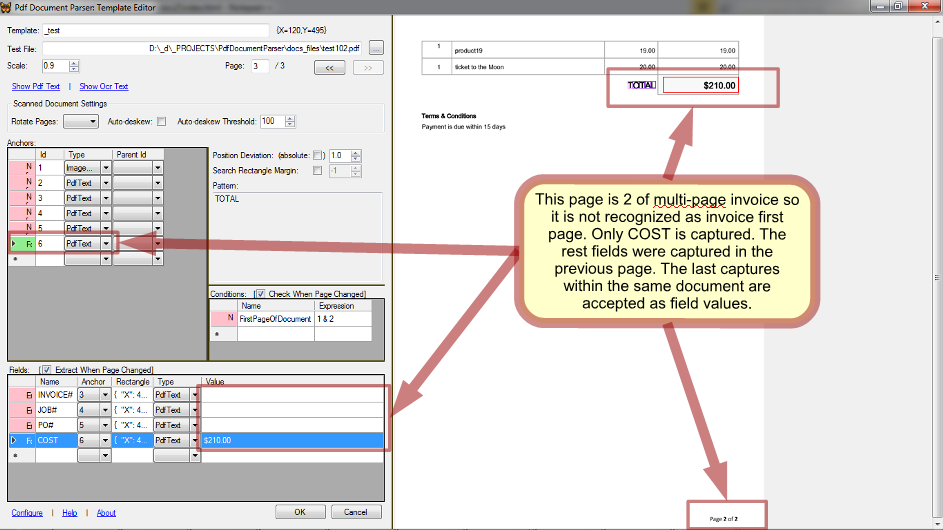 Pdf Document Parser: Template Editor
Template: _test {X=120,Y=495}
Test File: D:\_d\_PROJECTS\PdfDocumentParser\docs_files\test102.pdf ...
Scale: 0.9 Page: 3 / 3 << >>
Show Pdf Text | Show Ocr Text
Scanned Document Settings
Rotate Pages: Auto-deskew: Auto-deskew Threshold: 100
Anchors:
Id Type Parent Id
N 1 Image...
N 2 PdfText
N 3 PdfText
N 4 PdfText
N 5 PdfText
6 PdfText
Position Deviation: (absolute: ) 1.0
Search Rectangle Margin: -1
Pattern:
TOTAL
Conditions: [ Check When Page Changed]
Name Expression
N FirstPageOfDocument 1 & 2
Fields: [ Extract When Page Changed]
Name Anchor Rectangle Type Value
INVOICE# 3 { "X": 4... PdfText
JOB# 4 { "X": 4... PdfText
PO# 5 { "X": 4... PdfText
COST 6 { "X": 4... PdfText $210.00
Configure | Help | About OK Cancel
1 product19 19.00 19.00
1 ticket to the Moon 20.00 20.00
TOTAL $210.00
Terms & Conditions
Payment is due within 15 days
This page is 2 of multi-page invoice so
it is not recognized as invoice first
page. Only COST is captured. The
rest fields were captured in the
previous page. The last captures
within the same document are
accepted as field values.
Page 2 of 2